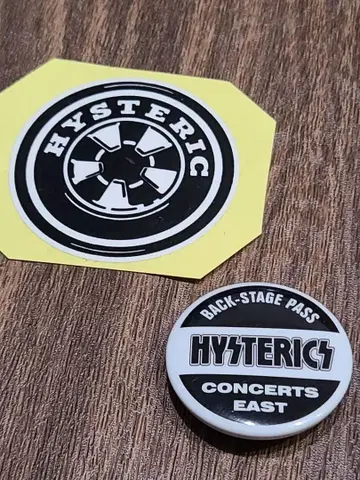 HYSTERIC
BACK-STAGE PASS
HYSTERICS
CONCERTS
EAST